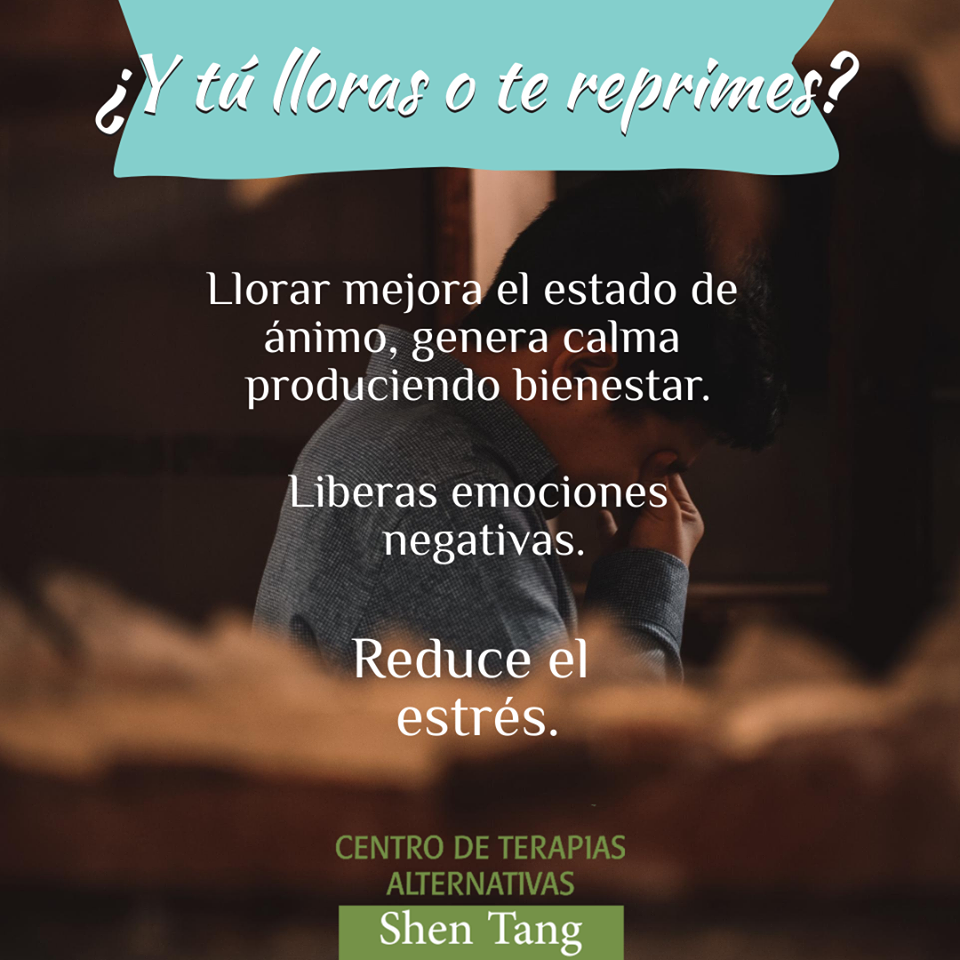 ¿Y tú lloras o te reprimes?
Llorar mejora el estado de
ánimo, genera calma
produciendo bienestar.
Liberas emociones
negativas.
Reduce el
estrés.
CENTRO DE TERAPIAS
ALTERNATIVAS
Shen Tang